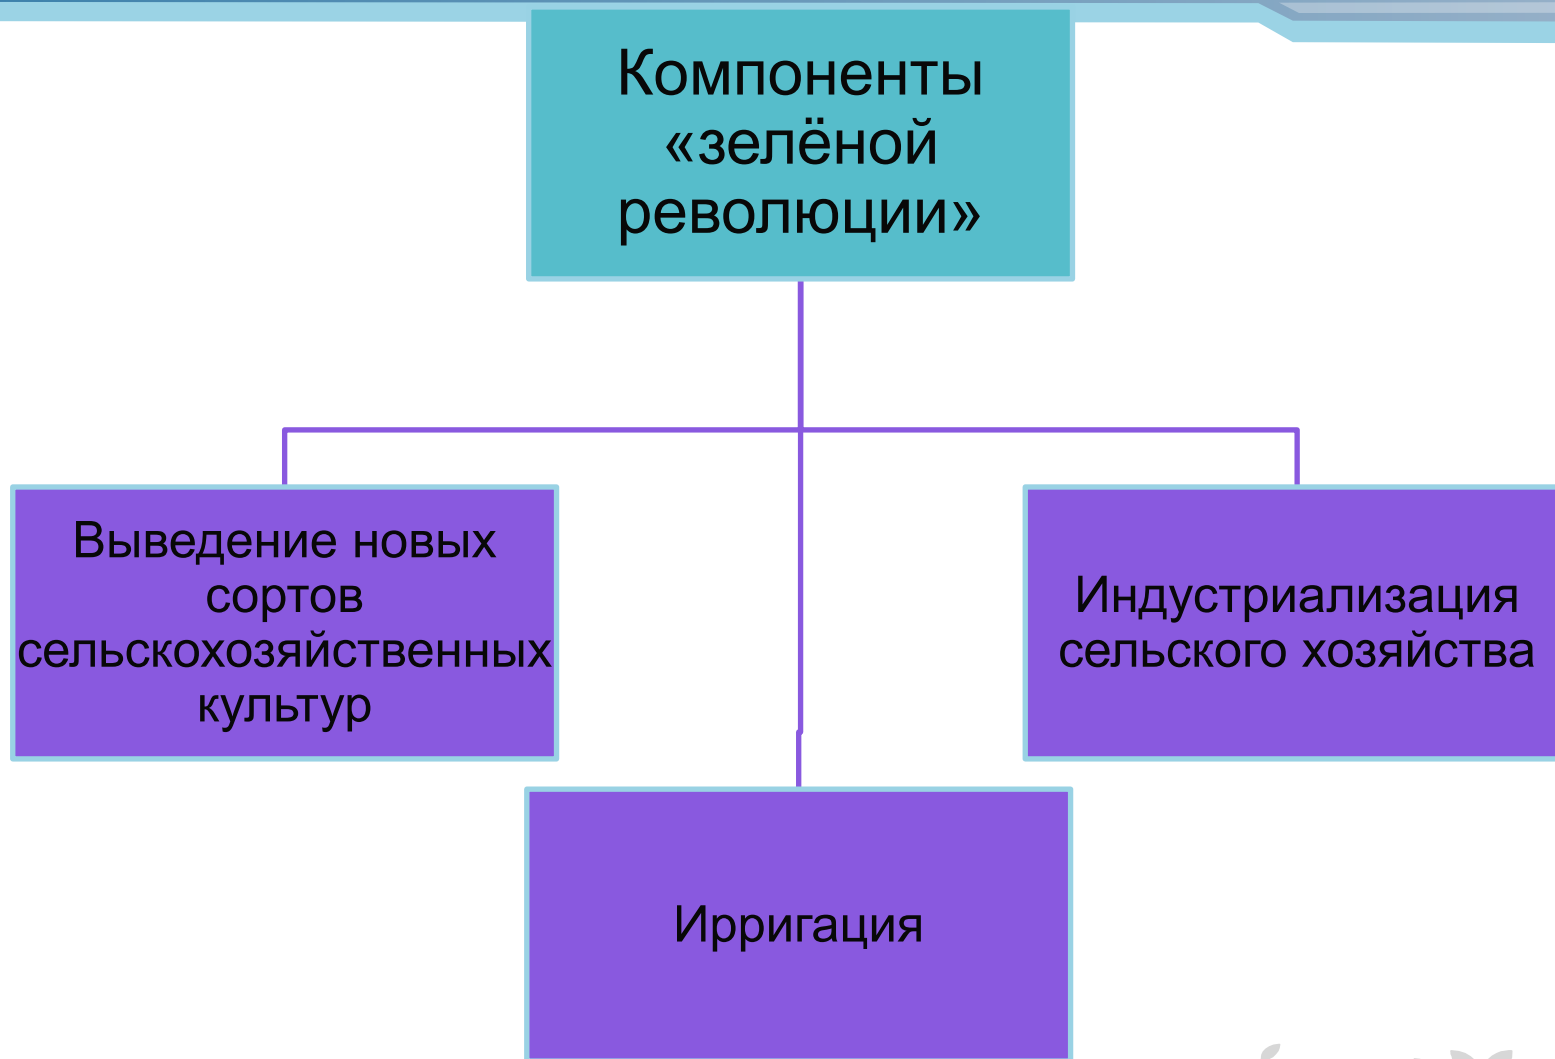 Компоненты
«зелёной
революции»
Выведение новых
сортов
сельскохозяйственных
культур
Индустриализация
сельского хозяйства
Ирригация